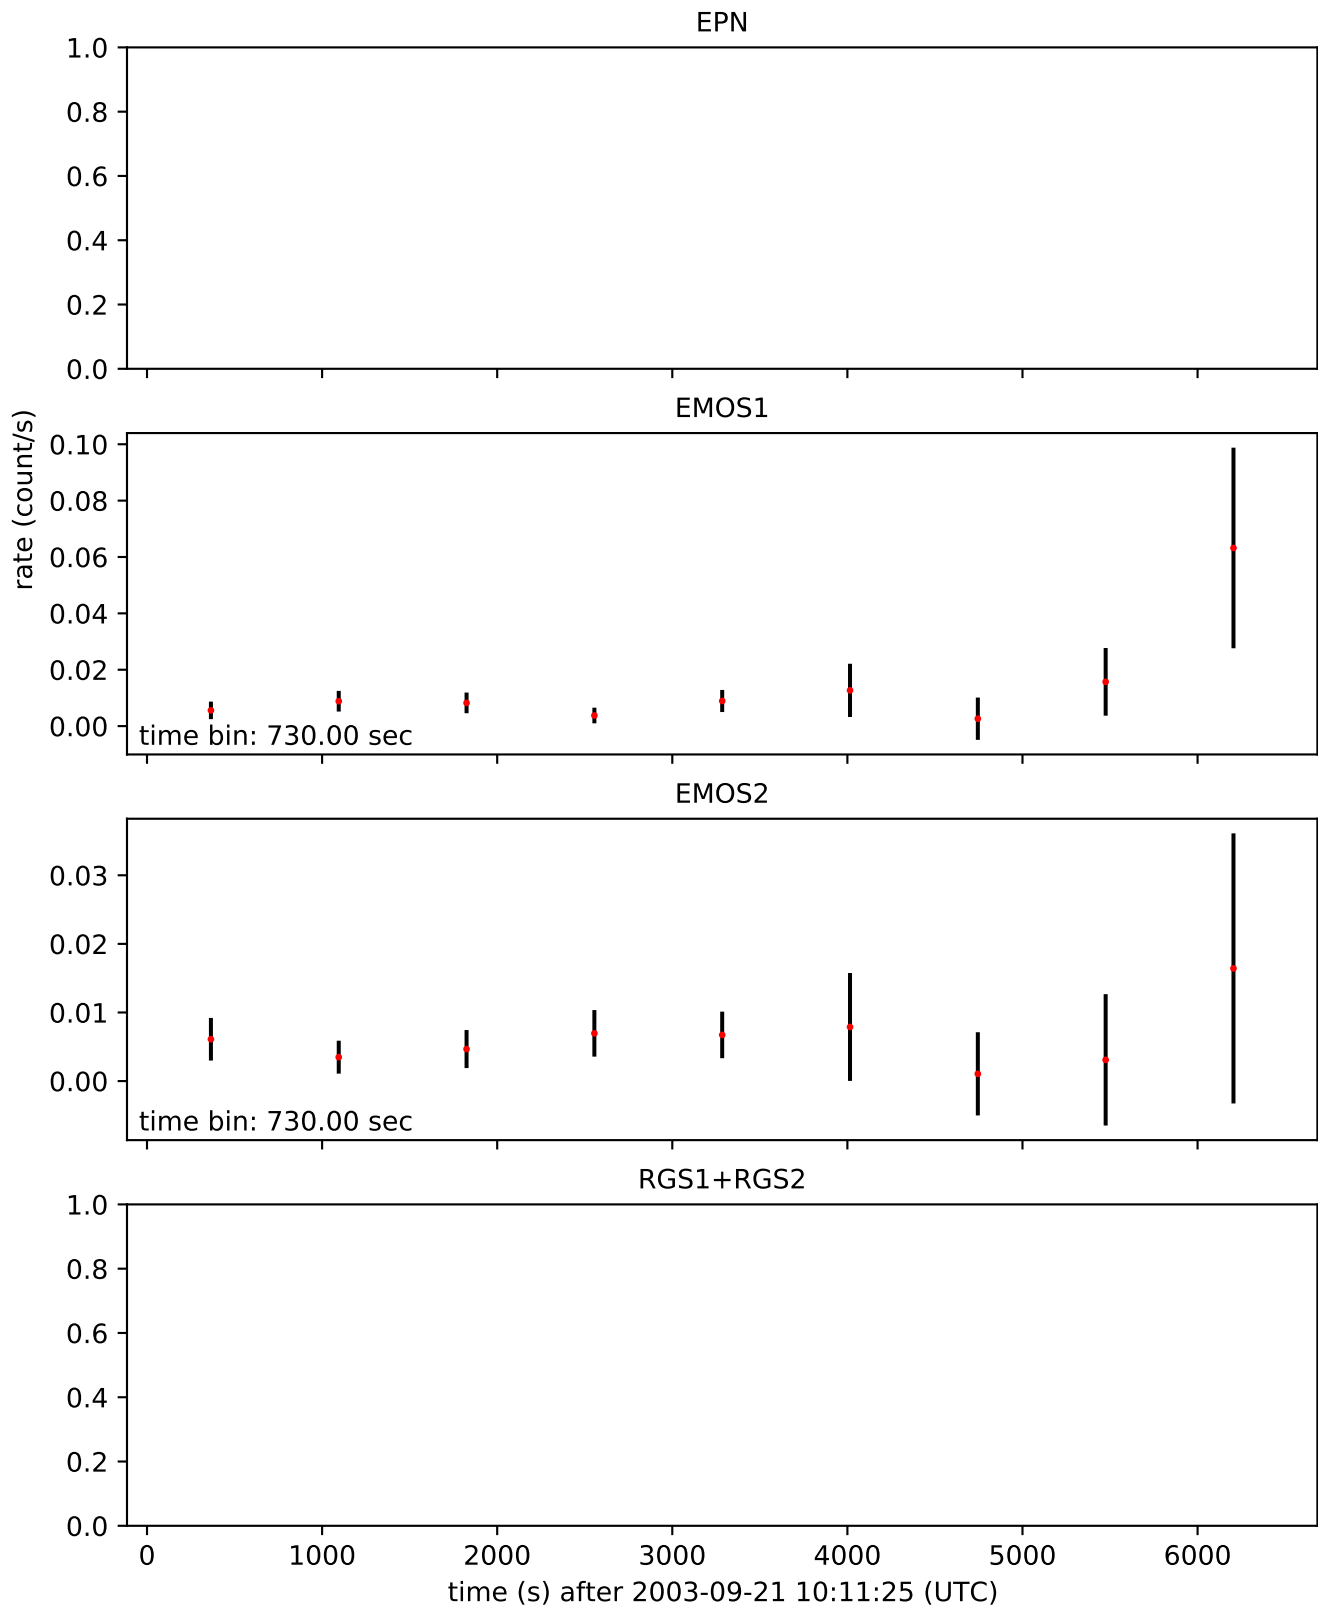 EPN
1.0
0.8
0.6
0.4
0.2
0.0
EMOS1
rate (count/s)
0.10
0.08
0.06
0.04
0.02
0.00
time bin: 730.00 sec
EMOS2
0.03
0.02
0.01
0.00
time bin: 730.00 sec
RGS1+RGS2
1.0
0.8
0.6
0.4
0.2
0.0
0 1000 2000 3000 4000 5000 6000
time (s) after 2003-09-21 10:11:25 (UTC)